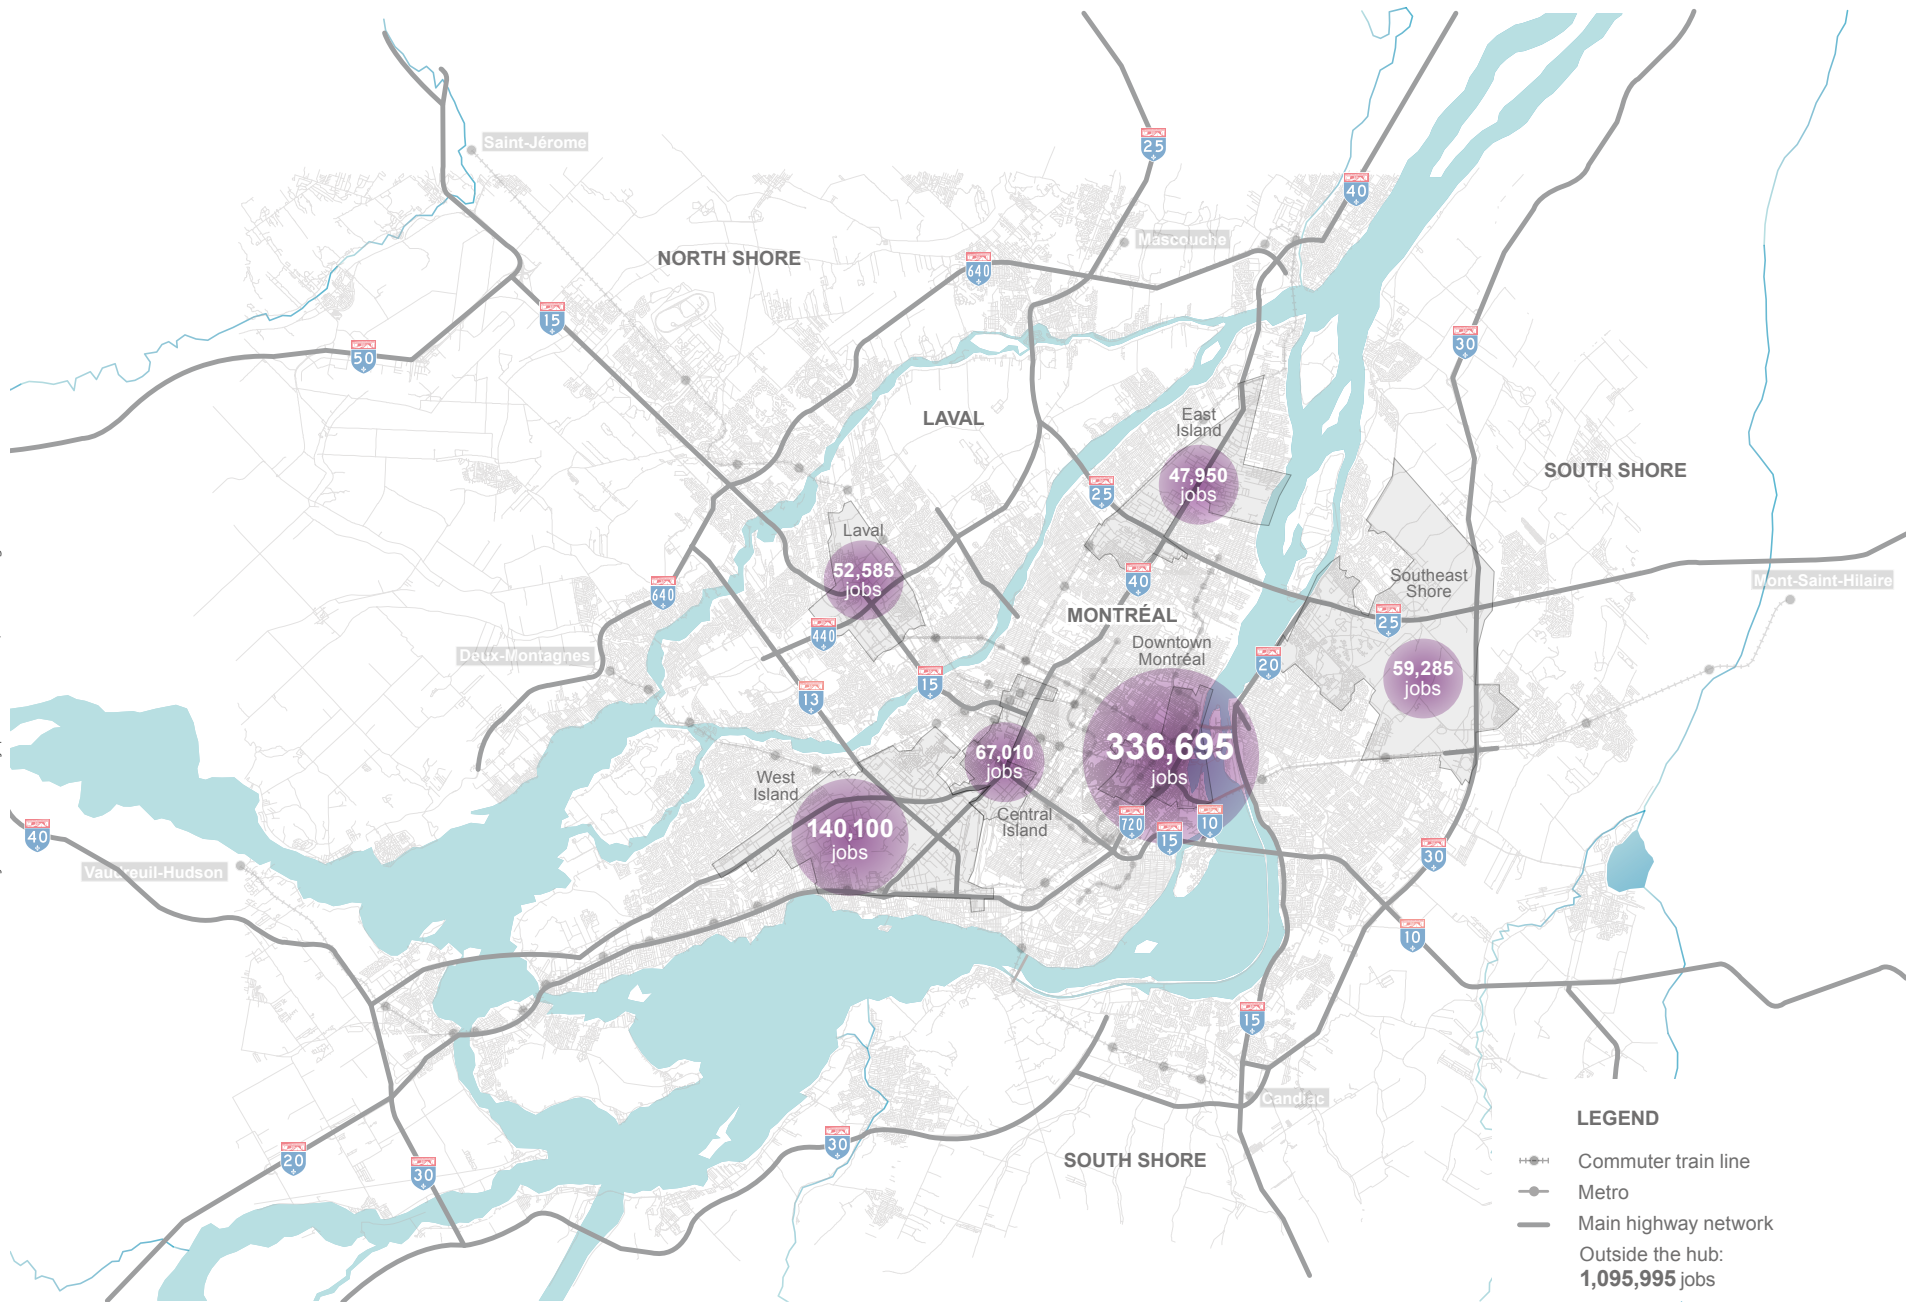 25
Saint-Jérome
40
Mascouche
NORTH SHORE
640
15
30
50
LAVAL
East
Island
SOUTH SHORE
47,950
jobs
25
Laval
52,585
jobs
40
Southeast
Shore
Mont-Saint-Hilaire
640
MONTRÉAL
25
440
Downtown
Montréal
Deux-Montagnes
20
59,285
jobs
15
13
336,695
jobs
67,010
jobs
West
Island
140,100
jobs
Central
Island
720
10
15
40
30
Vaudreuil-Hudson
10
15
Candiac
30
20
30
SOUTH SHORE
LEGEND
Commuter train line
Metro
Main highway network
Outside the hub:
1,095,995 jobs